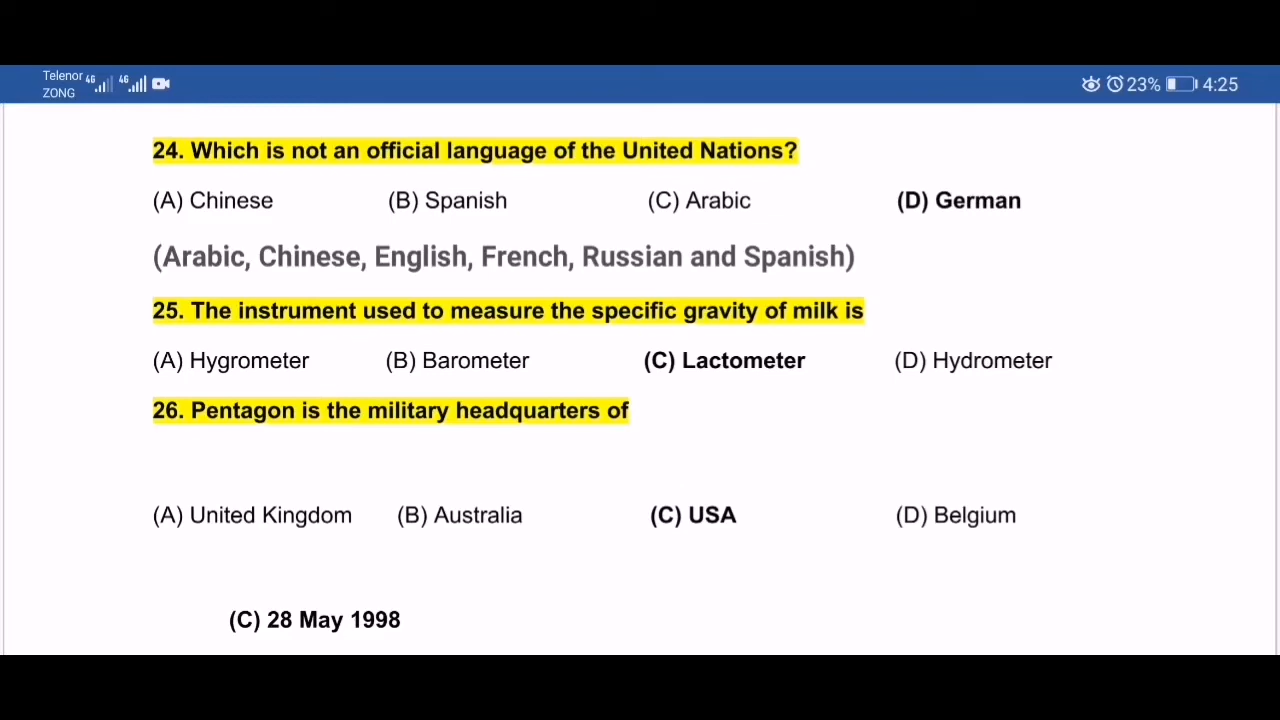 Telenor 4G 4G
ZONG
23% 4:25
24. Which is not an official language of the United Nations?
(A) Chinese (B) Spanish (C) Arabic (D) German
(Arabic, Chinese, English, French, Russian and Spanish)
25. The instrument used to measure the specific gravity of milk is
(A) Hygrometer (B) Barometer (C) Lactometer (D) Hydrometer
26. Pentagon is the military headquarters of
(A) United Kingdom (B) Australia (C) USA (D) Belgium
(C) 28 May 1998